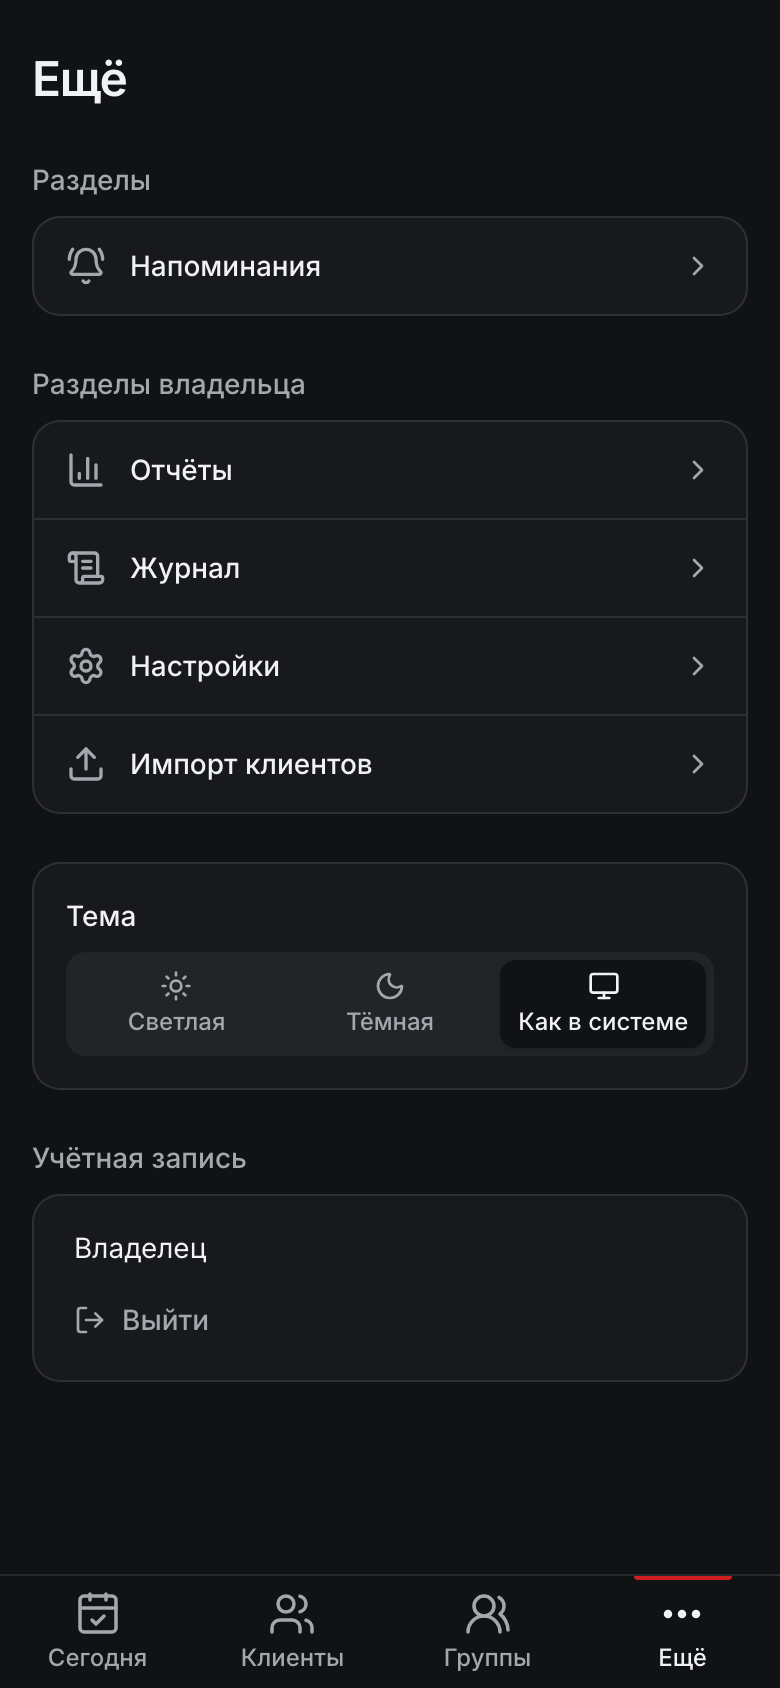 Ещё
Разделы
Напоминания
Разделы владельца
Отчёты
Журнал
Настройки
Импорт клиентов
Тема
Светлая
Тёмная
Как в системе
Учётная запись
Владелец
Выйти
Сегодня
Клиенты
Группы
Ещё